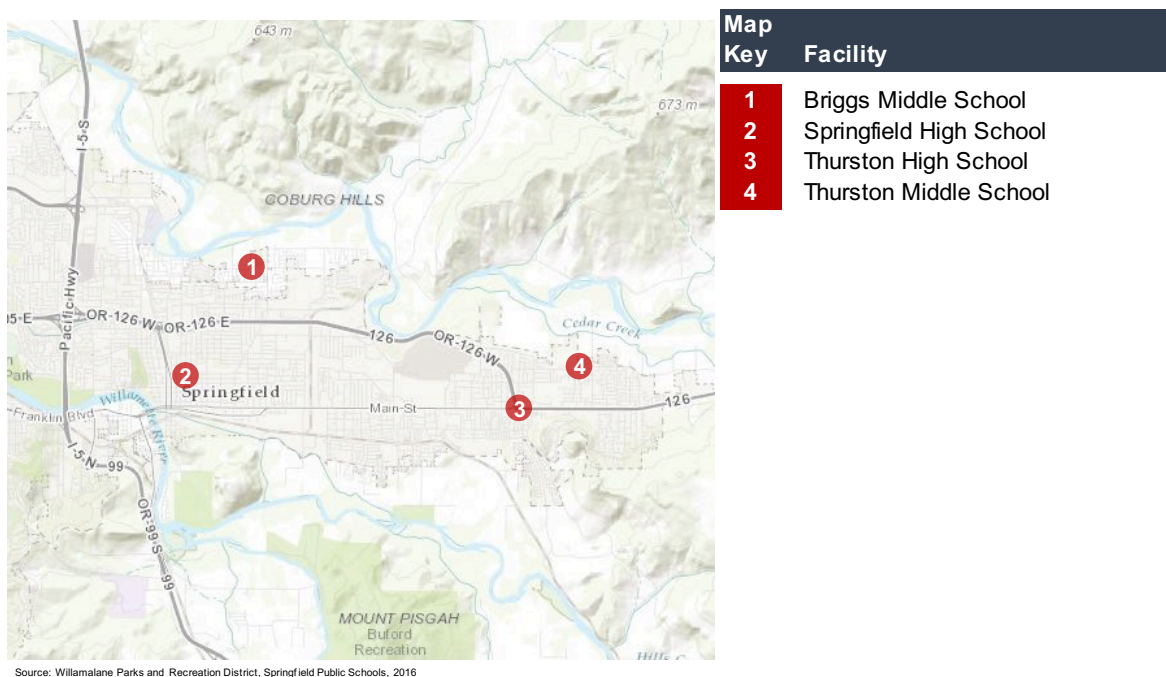 643 m
673 m
I-5-S
COBURG HILLS
1
Pacific Hwy
05 E
OR-126-W
OR-126-E
126
OR-126-W
Cedar Creek
4
Park
2
Springfield
Willamette River
Franklin Blvd
Main-St
3
126
I-5-N
99
OR-99-S
99
MOUNT PISGAH
Buford
Recreation
Hills
Map
Key Facility
1 Briggs Middle School
2 Springfield High School
3 Thurston High School
4 Thurston Middle School
Source: Willamalane Parks and Recreation District, Springfield Public Schools, 2016